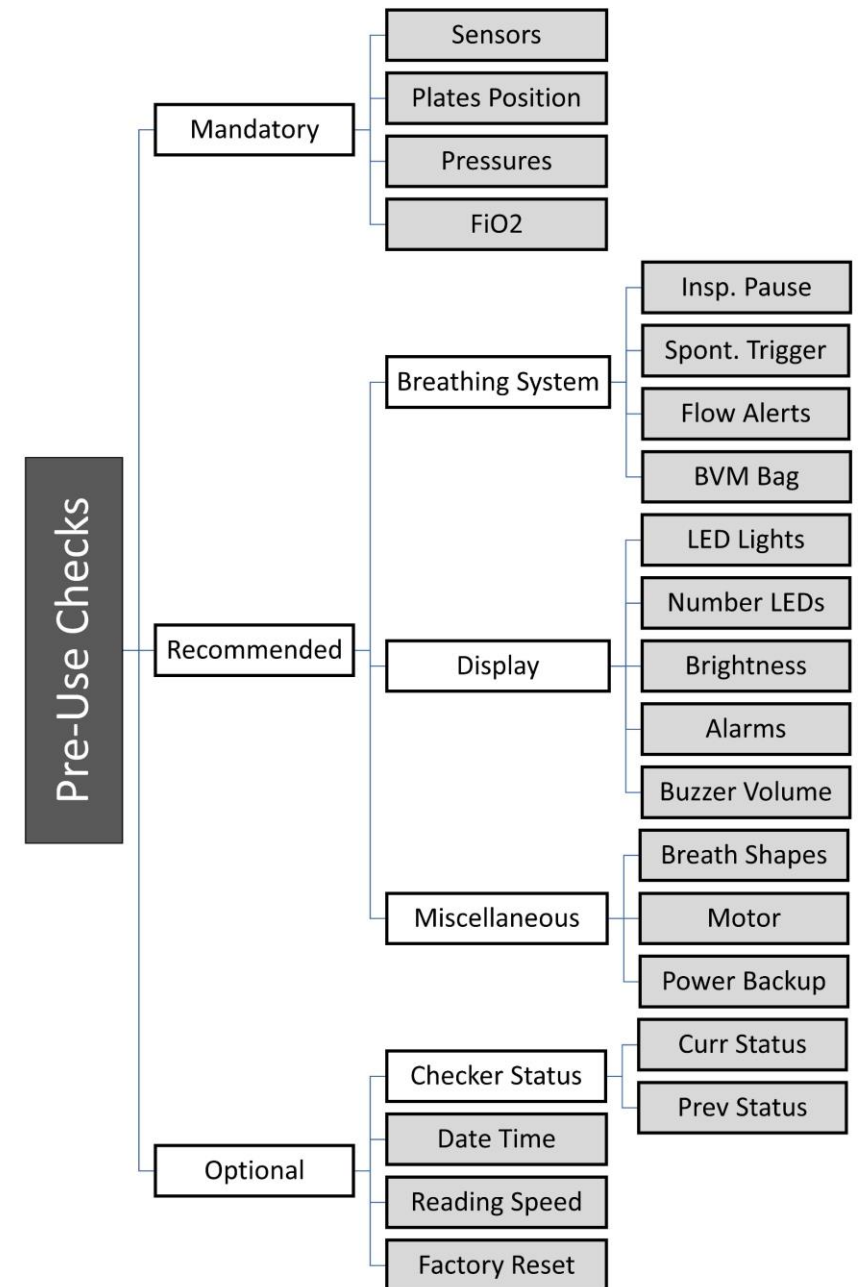 Pre-Use Checks
Mandatory
Sensors
Plates Position
Pressures
FiO2
Recommended
Breathing System
Insp. Pause
Spont. Trigger
Flow Alerts
BVM Bag
Display
LED Lights
Number LEDs
Brightness
Alarms
Buzzer Volume
Miscellaneous
Breath Shapes
Motor
Power Backup
Optional
Checker Status
Curr Status
Prev Status
Date Time
Reading Speed
Factory Reset